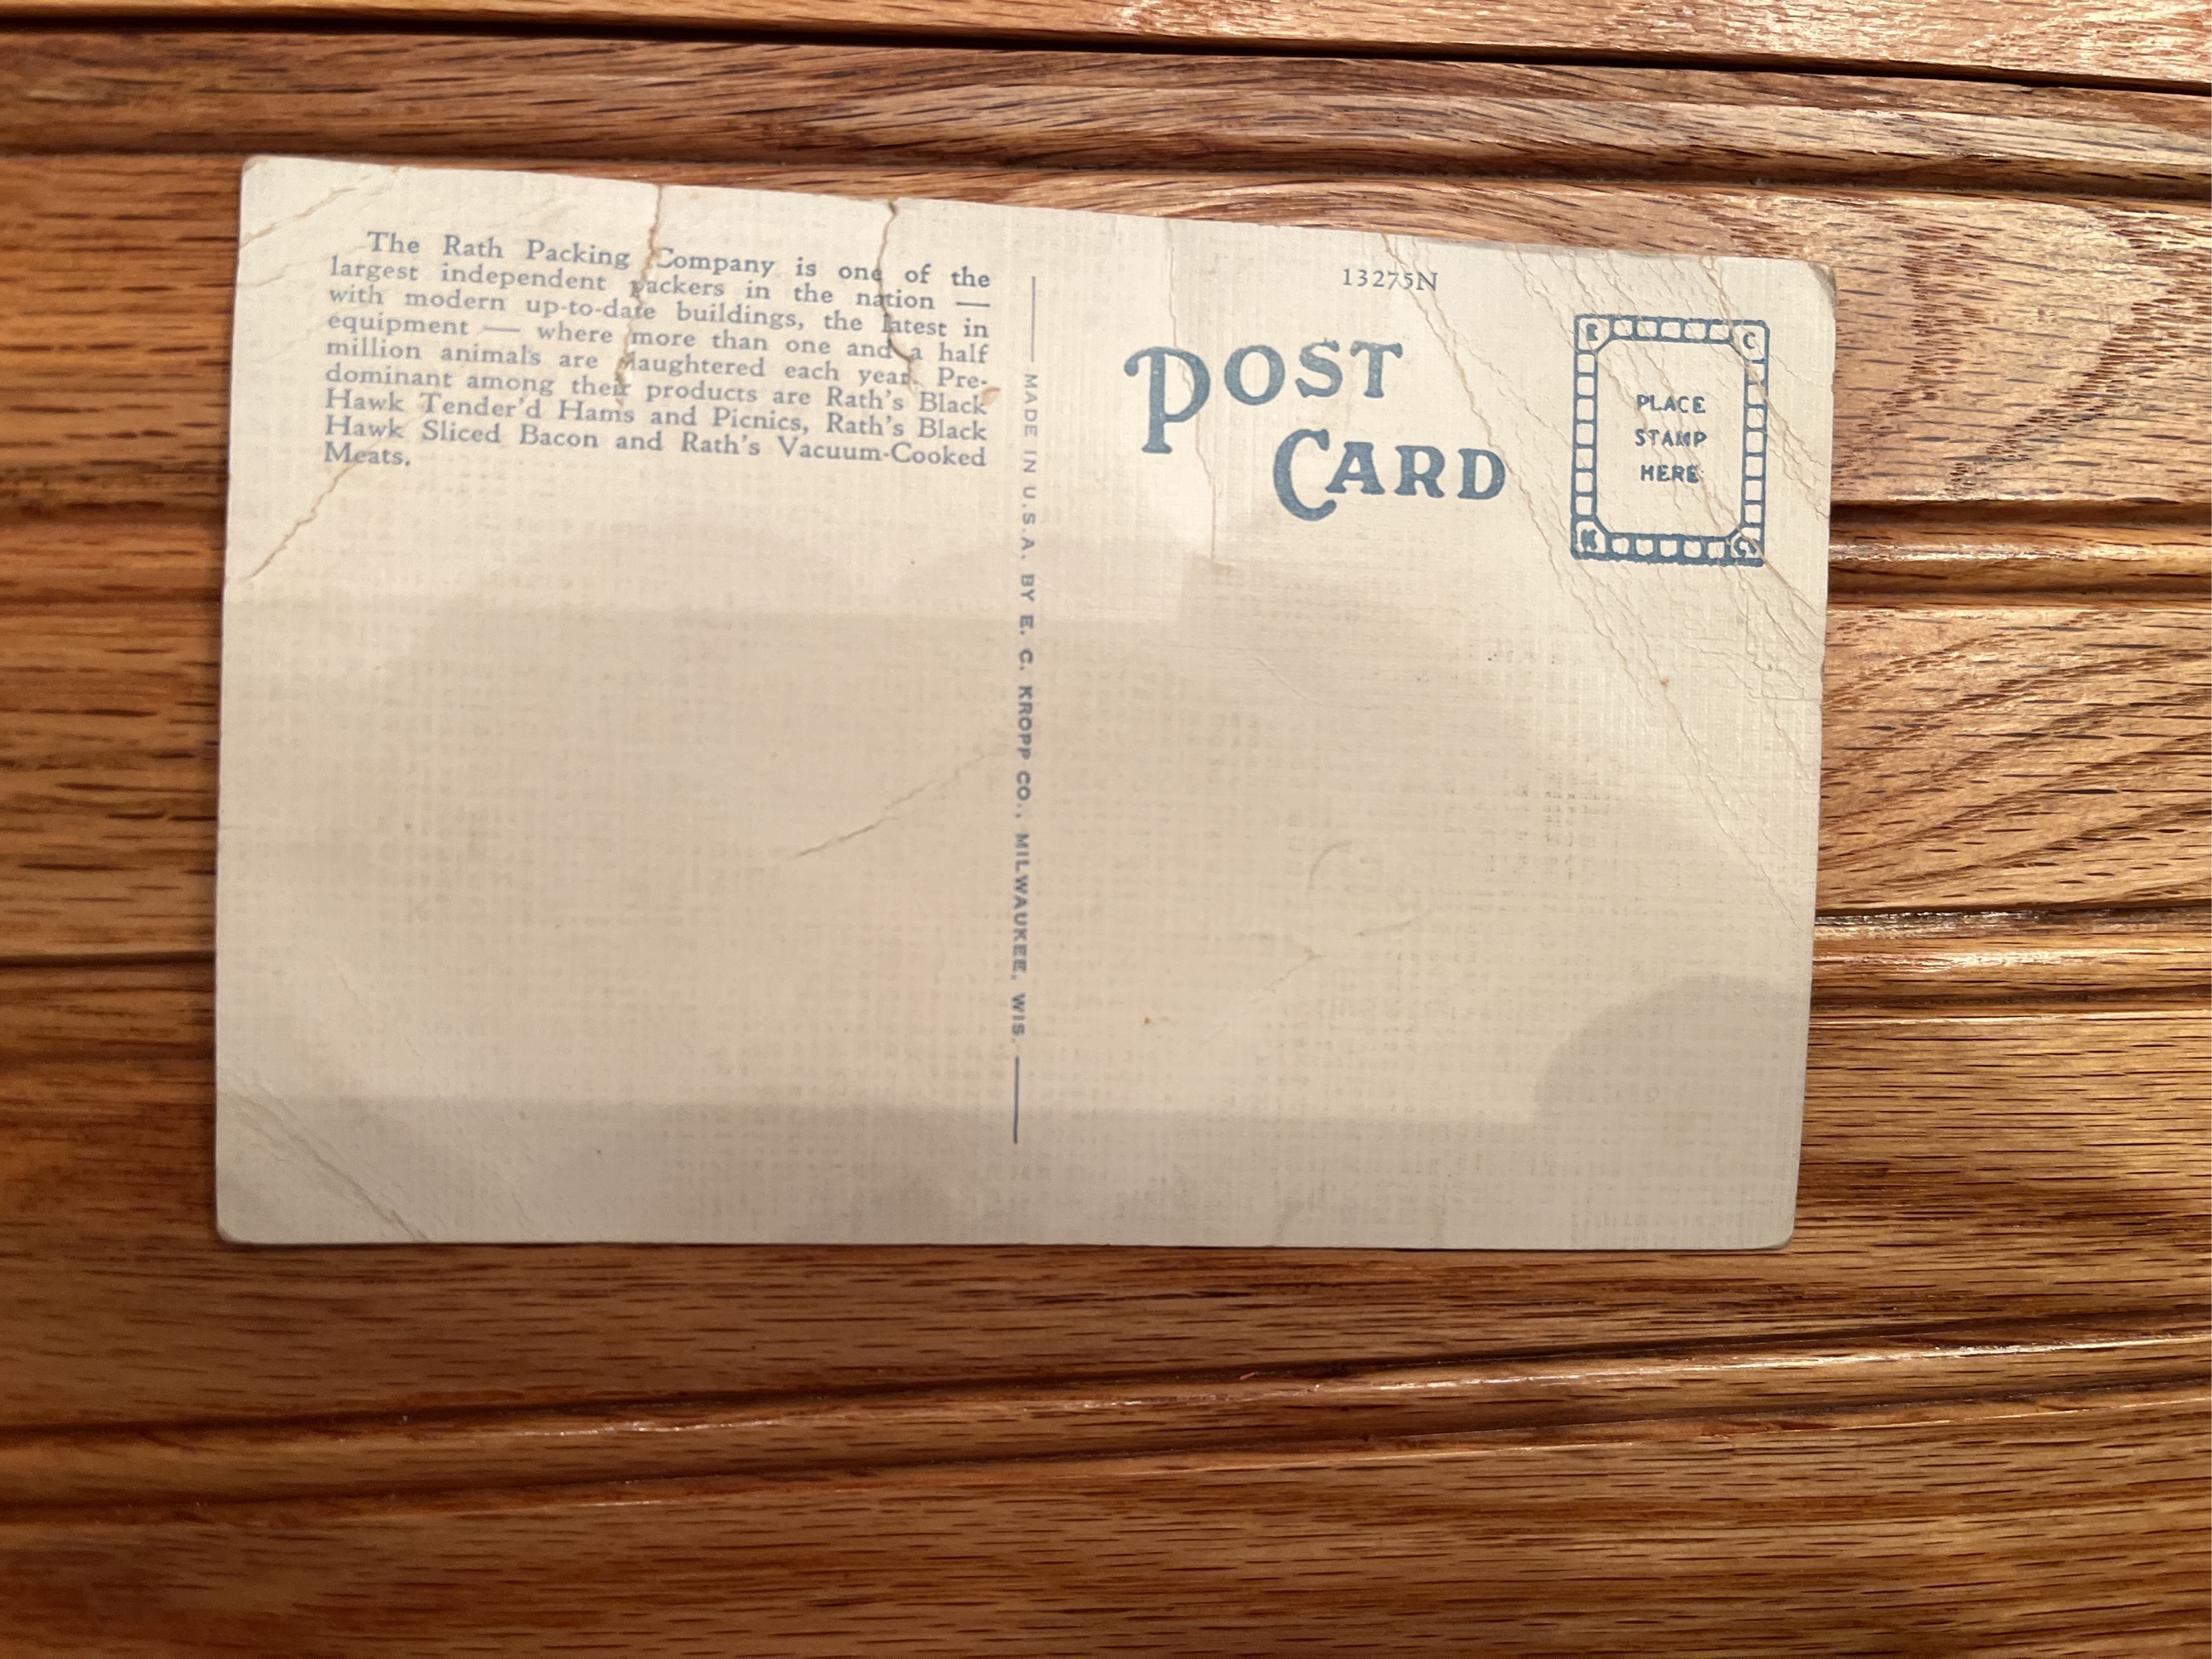 The Rath Packing Company is one of the
largest independent packers in the nation —
with modern up-to-date buildings, the latest in
equipment — where more than one and a half
million animals are slaughtered each year. Pre-
dominant among their products are Rath's Black
Hawk Tender'd Hams and Picnics, Rath's Black
Hawk Sliced Bacon and Rath's Vacuum-Cooked
Meats.
MADE IN U.S.A. BY E. C. KROPP CO., MILWAUKEE, WIS.
13275N
POST
CARD
E C
PLACE
STAMP
HERE
K Co